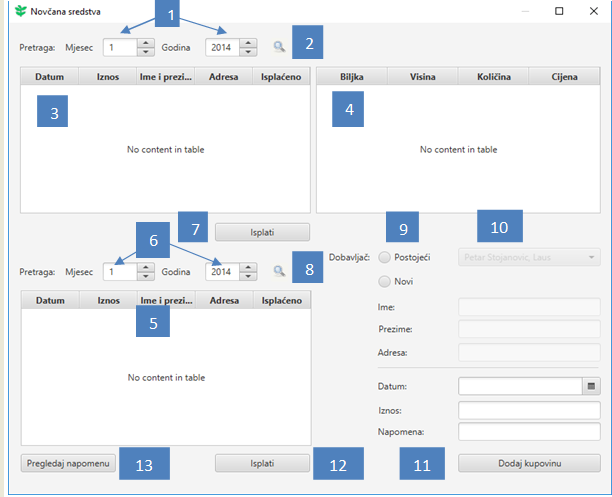 Novčana sredstva
1
Pretraga: Mjesec 1 Godina 2014 2
Datum Iznos Ime i prezi... Adresa Isplaćeno
Biljka Visina Količina Cijena
3 4
No content in table No content in table
7 Isplati 9 10
6
Dobavljač: Postojeći Petar Stojanovic, Laus
Pretraga: Mjesec 1 Godina 2014 8
Novi
Datum Iznos Ime i prezi... Adresa Isplaćeno
Ime:
5
Prezime:
Adresa:
No content in table
Datum:
Iznos:
Napomena:
Pregledaj napomenu 13 Isplati 12 11 Dodaj kupovinu